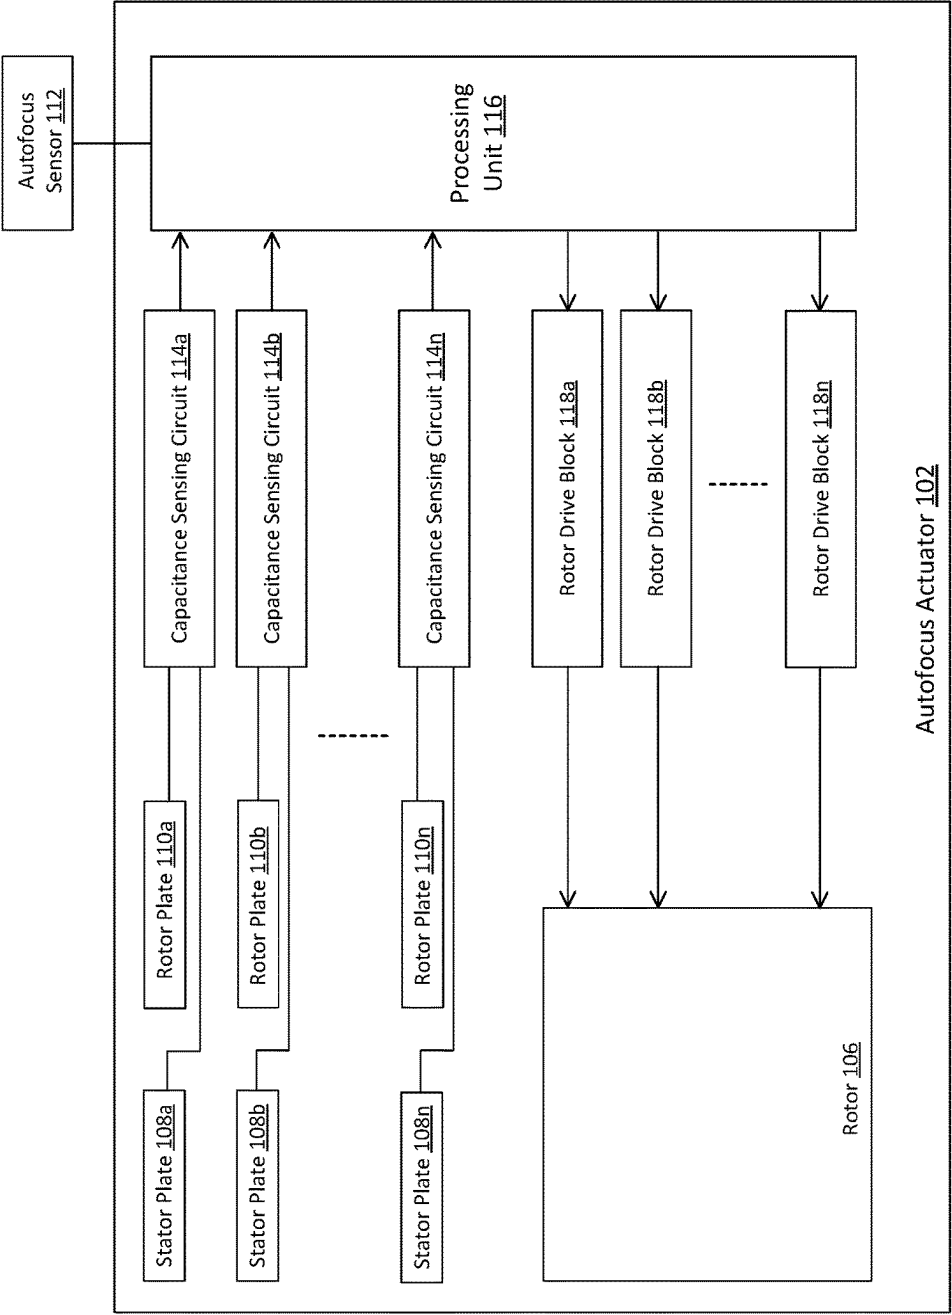 Stator Plate 108a
Rotor Plate 110a
Capacitance Sensing Circuit 114a
Autofocus
Sensor 112
Stator Plate 108b
Rotor Plate 110b
Capacitance Sensing Circuit 114b
Stator Plate 108n
Rotor Plate 110n
Capacitance Sensing Circuit 114n
Processing
Unit 116
Rotor Drive Block 118a
Rotor Drive Block 118b
Rotor Drive Block 118n
Rotor 106
Autofocus Actuator 102